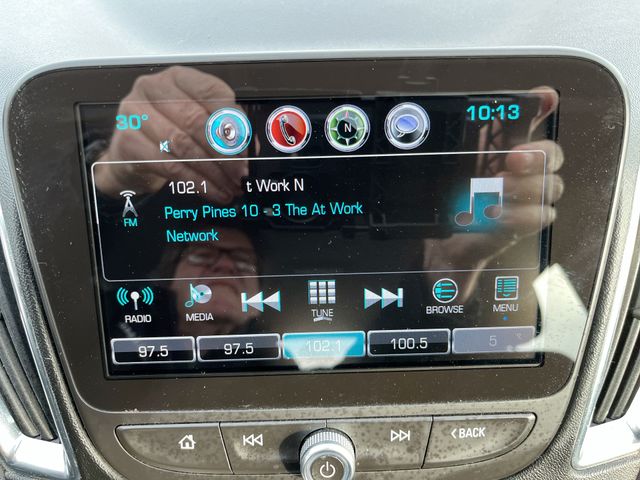 30° 10:13
N
102.1 t Work N
FM
Perry Pines 10 - 3 The At Work
Network
RADIO MEDIA TUNE BROWSE MENU
97.5 97.5 102.1 100.5 5
<BACK